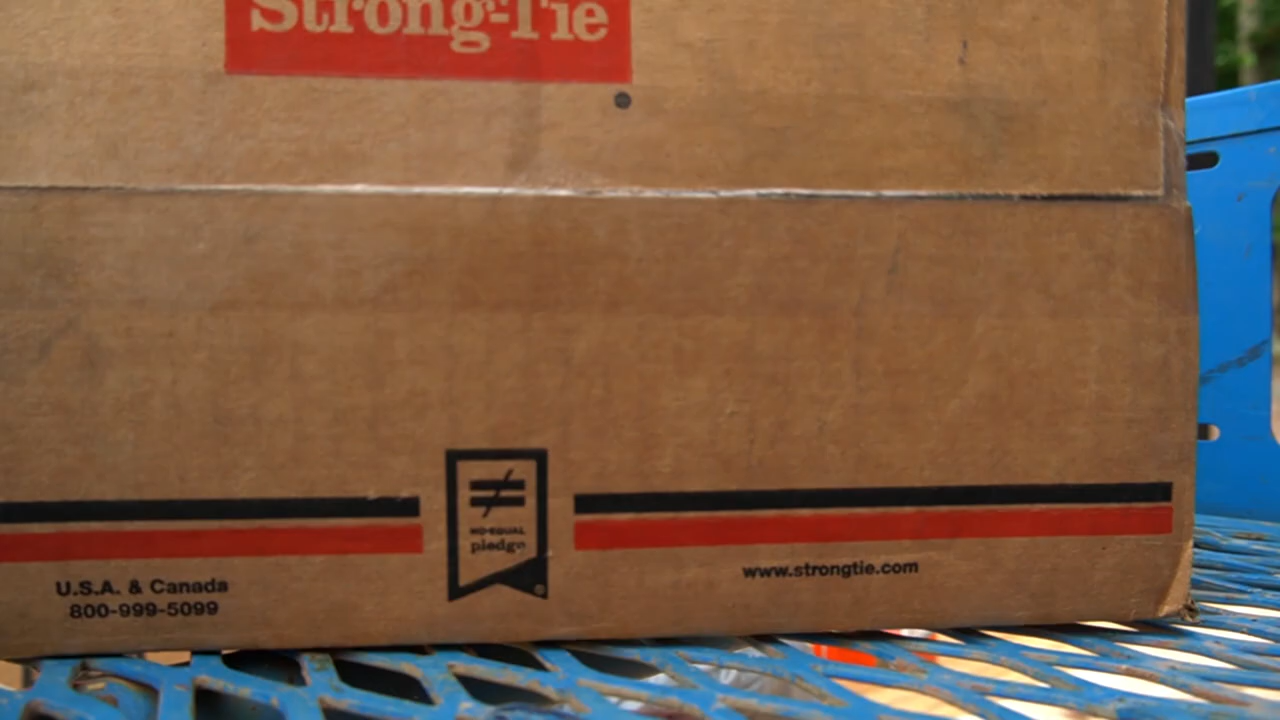 Strong-Tie
≠
NO-EQUAL
pledge
www.strongtie.com
U.S.A. & Canada
800-999-5099